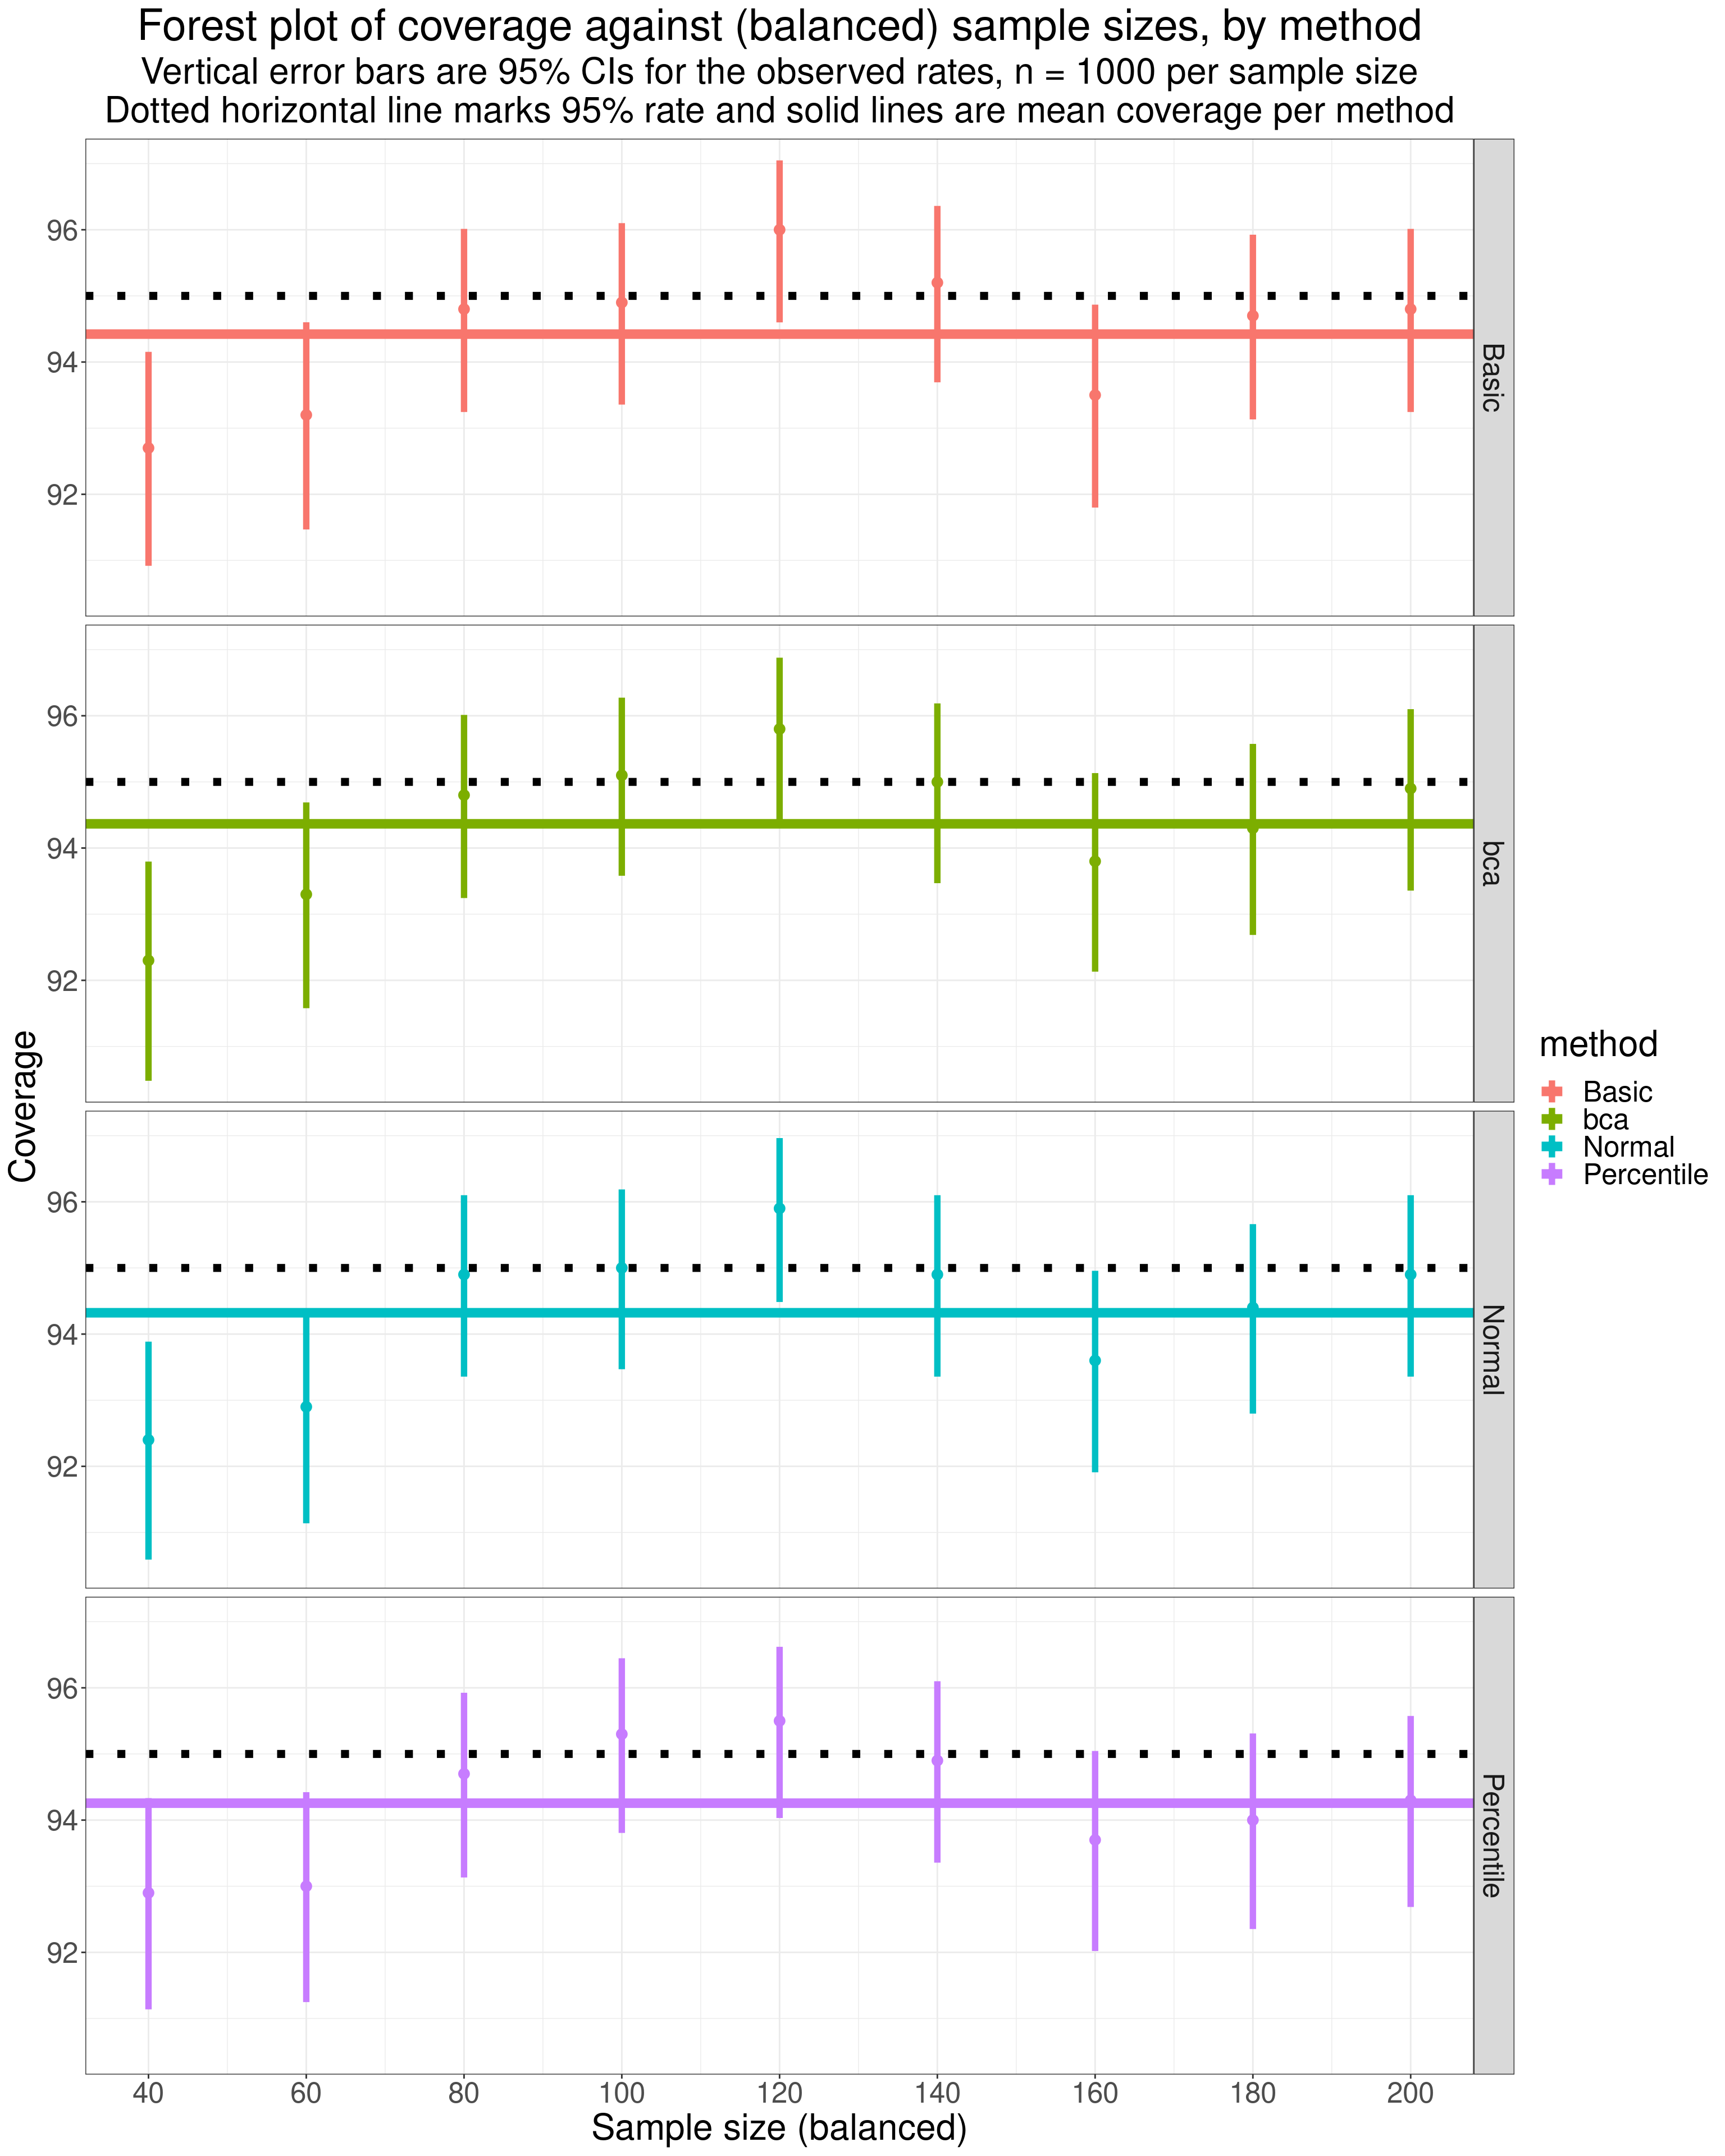 Forest plot of coverage against (balanced) sample sizes, by method
Vertical error bars are 95% CIs for the observed rates, n = 1000 per sample size
Dotted horizontal line marks 95% rate and solid lines are mean coverage per method
96
94
92
Basic
96
94
92
bca
96
94
92
Normal
96
94
92
Percentile
Coverage
40 60 80 100 120 140 160 180 200
Sample size (balanced)
method
Basic
bca
Normal
Percentile